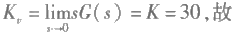 K_v = \lim_{s→0} sG(s) = K = 30，故